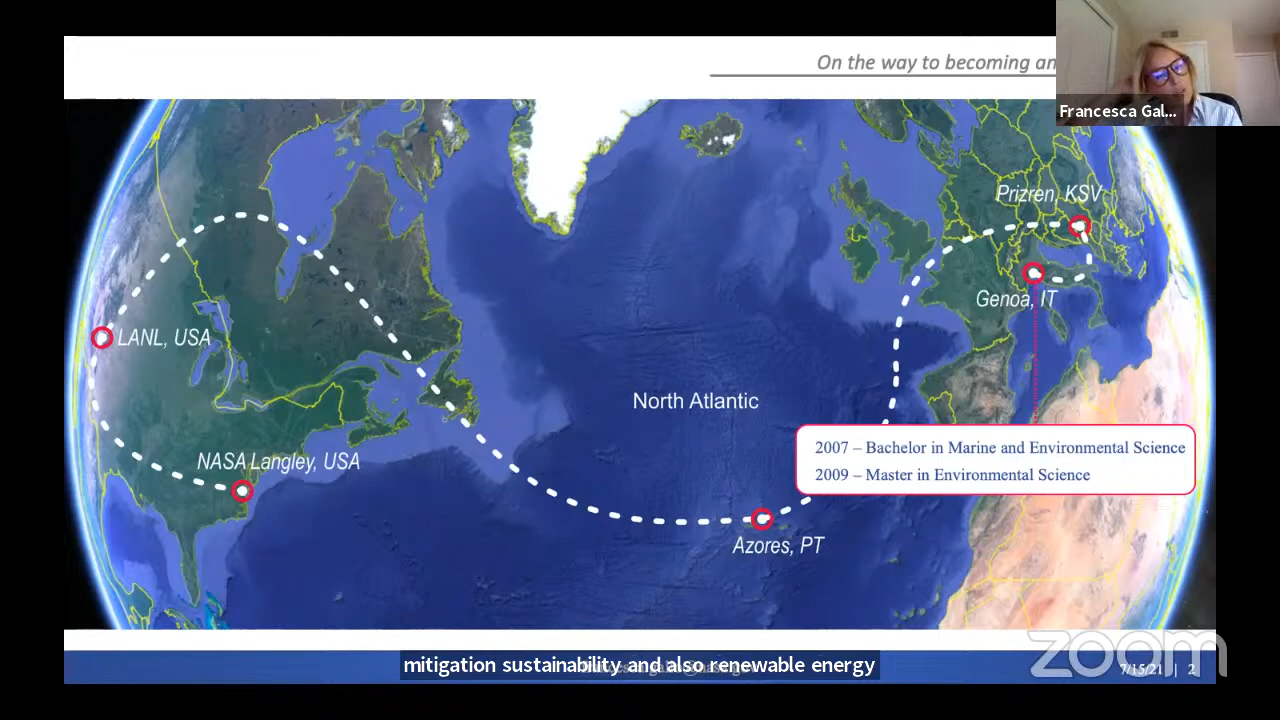 On the way to becoming an
Francesca Gal...
Prizren, KSV
Genoa, IT
LANL, USA
North Atlantic
2007 – Bachelor in Marine and Environmental Science
2009 – Master in Environmental Science
NASA Langley, USA
Azores, PT
zoom
mitigation sustainability and also renewable energy
7/15/21 | 2